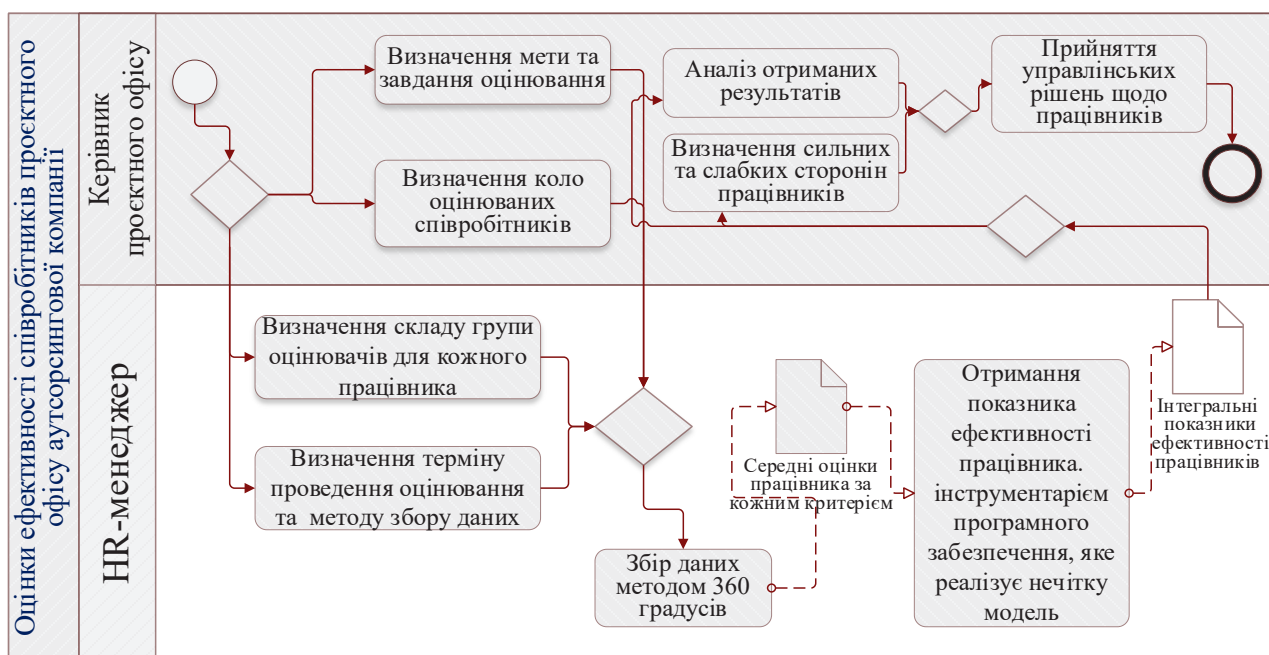 Оцінки ефективності співробітників проєктного
офісу аутсорсингової компанії
Керівник
проєктного офісу
Визначення мети та
завдання оцінювання
Визначення коло
оцінюваних
співробітників
Аналіз отриманих
результатів
Визначення сильних
та слабких сторонін
працівників
Прийняття
управлінських
рішень щодо
працівників
HR-менеджер
Визначення складу групи
оцінювачів для кожного
працівника
Визначення терміну
проведення оцінювання
та методу збору даних
Збір даних
методом 360
градусів
Середні оцінки
працівника за
кожним критерієм
Отримання
показника
ефективності
працівника.
інструментарієм
програмного
забезпечення, яке
реалізує нечітку
модель
Інтегральні
показники
ефективності
працівників